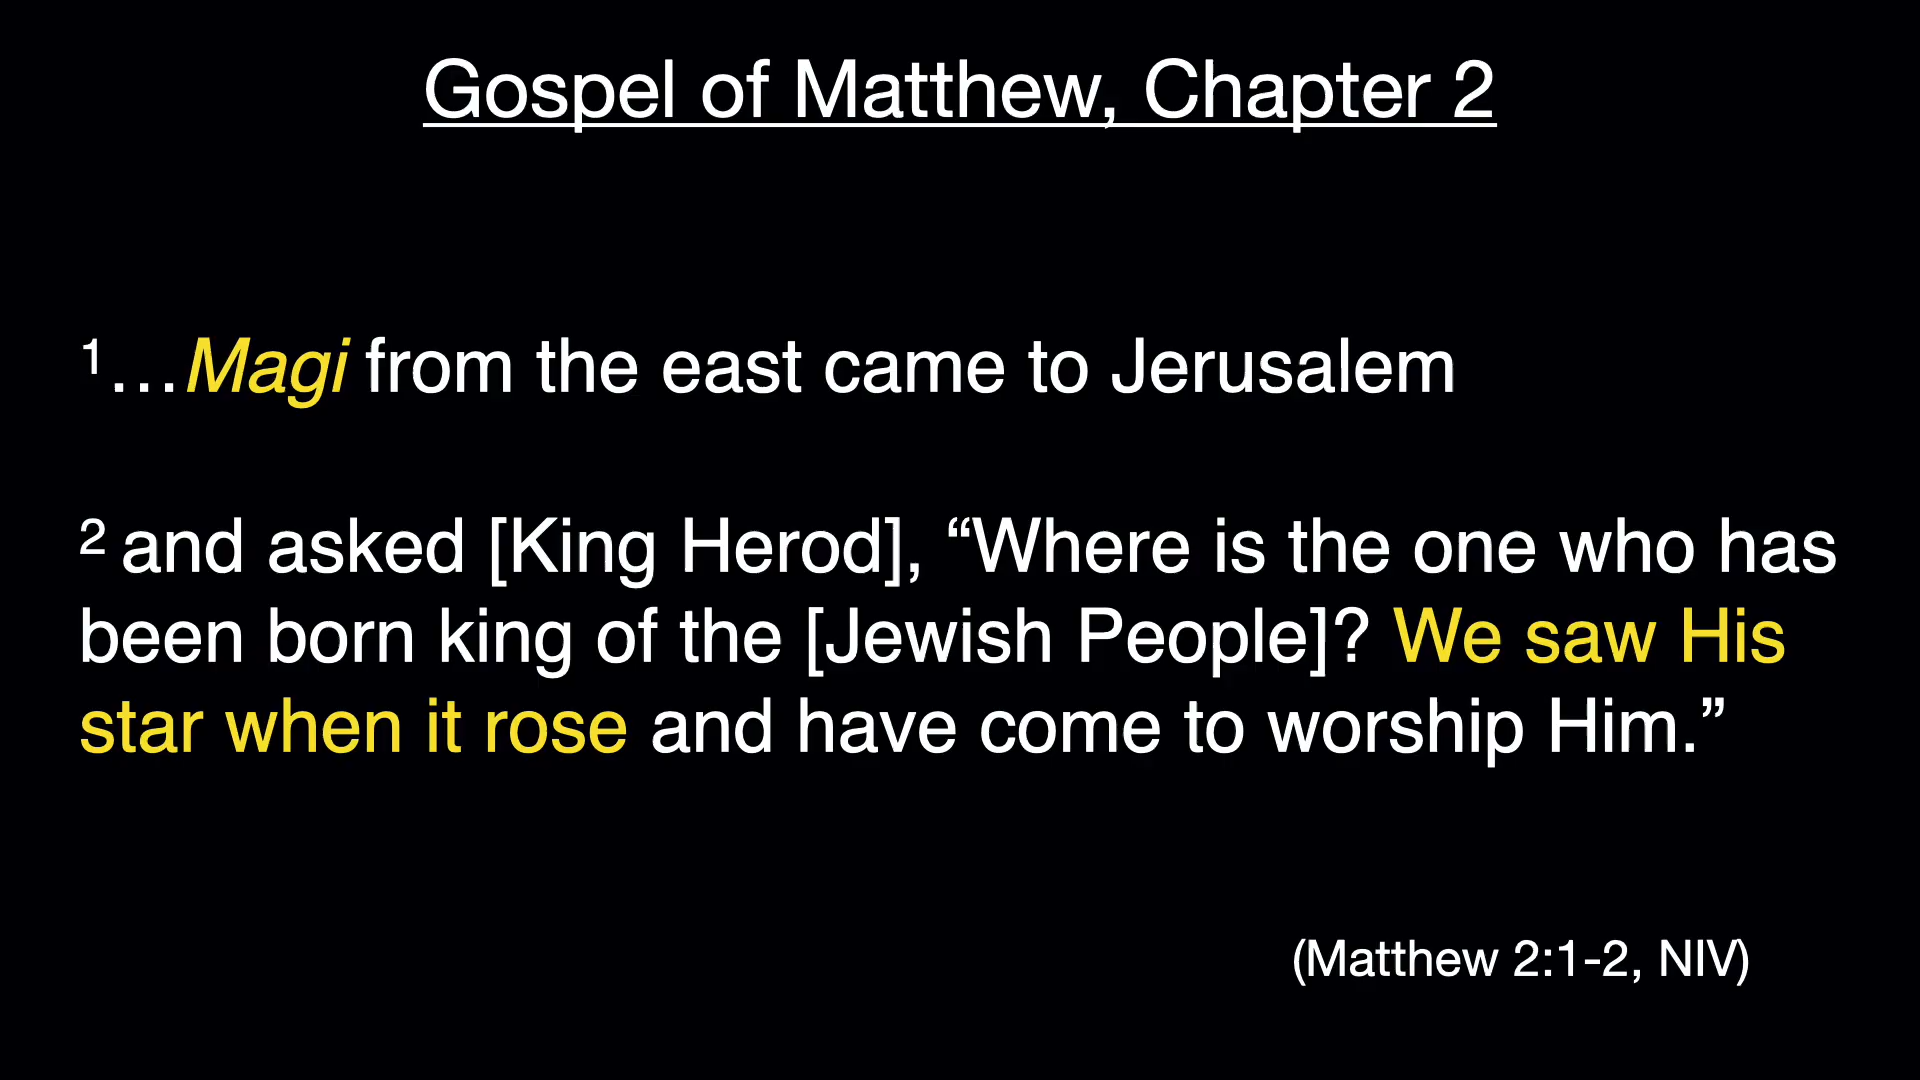 Gospel of Matthew, Chapter 2
¹…Magi from the east came to Jerusalem
² and asked [King Herod], “Where is the one who has
been born king of the [Jewish People]? We saw His
star when it rose and have come to worship Him.”
(Matthew 2:1-2, NIV)